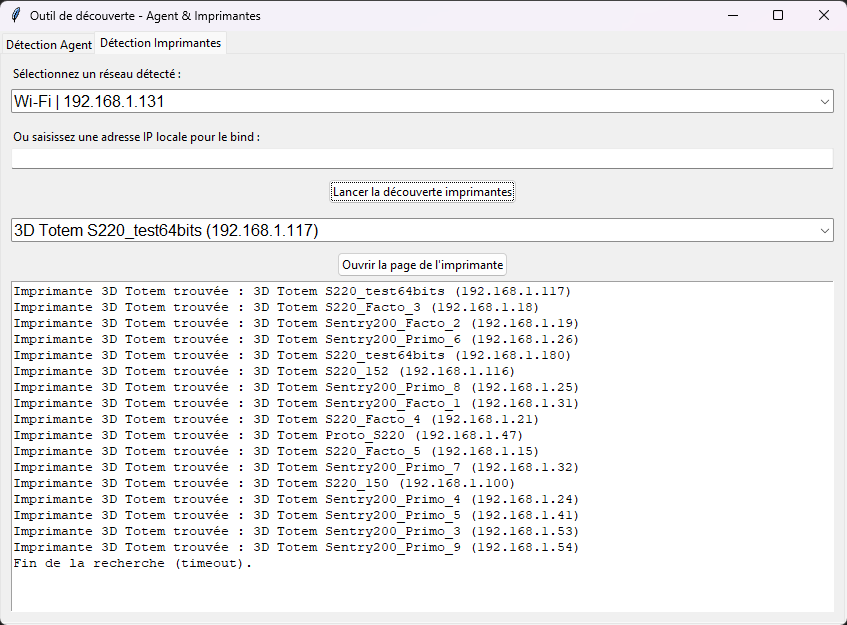 Outil de découverte - Agent & Imprimantes
Détection Agent
Détection Imprimantes
Sélectionnez un réseau détecté :
Wi-Fi | 192.168.1.131
Ou saisissez une adresse IP locale pour le bind :
Lancer la découverte imprimantes
3D Totem S220_test64bits (192.168.1.117)
Ouvrir la page de l'imprimante
Imprimante 3D Totem trouvée : 3D Totem S220_test64bits (192.168.1.117)
Imprimante 3D Totem trouvée : 3D Totem S220_Facto_3 (192.168.1.18)
Imprimante 3D Totem trouvée : 3D Totem Sentry200_Facto_2 (192.168.1.19)
Imprimante 3D Totem trouvée : 3D Totem Sentry200_Primo_6 (192.168.1.26)
Imprimante 3D Totem trouvée : 3D Totem S220_test64bits (192.168.1.180)
Imprimante 3D Totem trouvée : 3D Totem S220_152 (192.168.1.116)
Imprimante 3D Totem trouvée : 3D Totem Sentry200_Primo_8 (192.168.1.25)
Imprimante 3D Totem trouvée : 3D Totem Sentry200_Facto_1 (192.168.1.31)
Imprimante 3D Totem trouvée : 3D Totem S220_Facto_4 (192.168.1.21)
Imprimante 3D Totem trouvée : 3D Totem Proto_S220 (192.168.1.47)
Imprimante 3D Totem trouvée : 3D Totem S220_Facto_5 (192.168.1.15)
Imprimante 3D Totem trouvée : 3D Totem Sentry200_Primo_7 (192.168.1.32)
Imprimante 3D Totem trouvée : 3D Totem S220_150 (192.168.1.100)
Imprimante 3D Totem trouvée : 3D Totem Sentry200_Primo_4 (192.168.1.24)
Imprimante 3D Totem trouvée : 3D Totem Sentry200_Primo_5 (192.168.1.41)
Imprimante 3D Totem trouvée : 3D Totem Sentry200_Primo_3 (192.168.1.53)
Imprimante 3D Totem trouvée : 3D Totem Sentry200_Primo_9 (192.168.1.54)
Fin de la recherche (timeout).